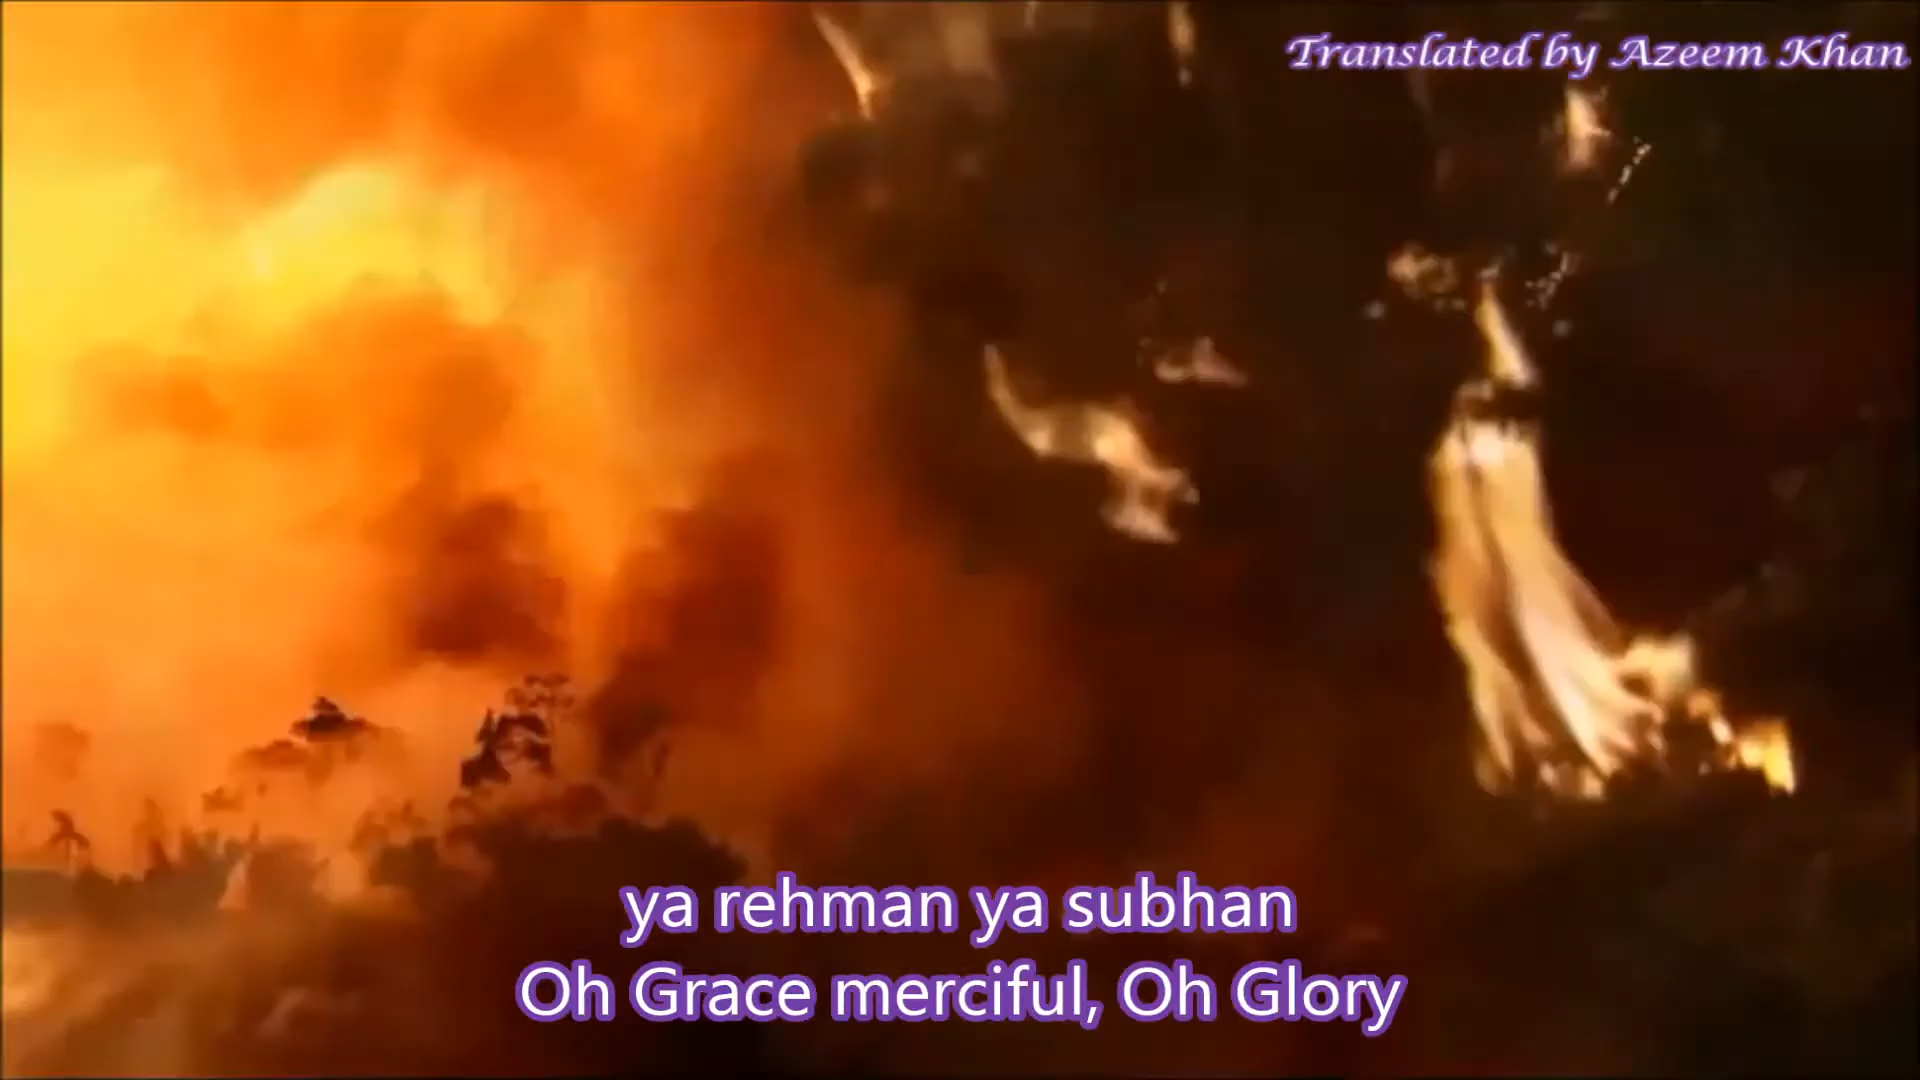 Translated by Azeem Khan
ya rehman ya subhan
Oh Grace merciful, Oh Glory